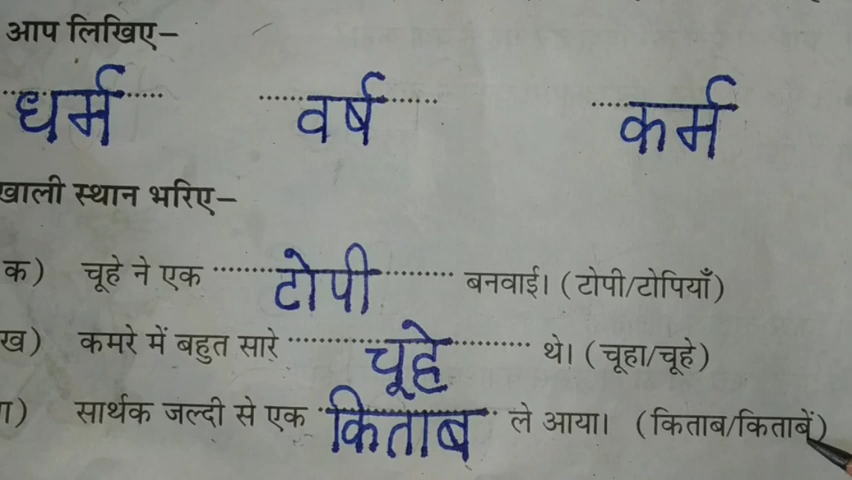 आप लिखिए–
धर्म वर्ष कर्म
खाली स्थान भरिए–
क) चूहे ने एक टोपी बनवाई। (टोपी/टोपियाँ)
ख) कमरे में बहुत सारे चूहे थे। (चूहा/चूहे)
ग) सार्थक जल्दी से एक किताब ले आया। (किताब/किताबें)